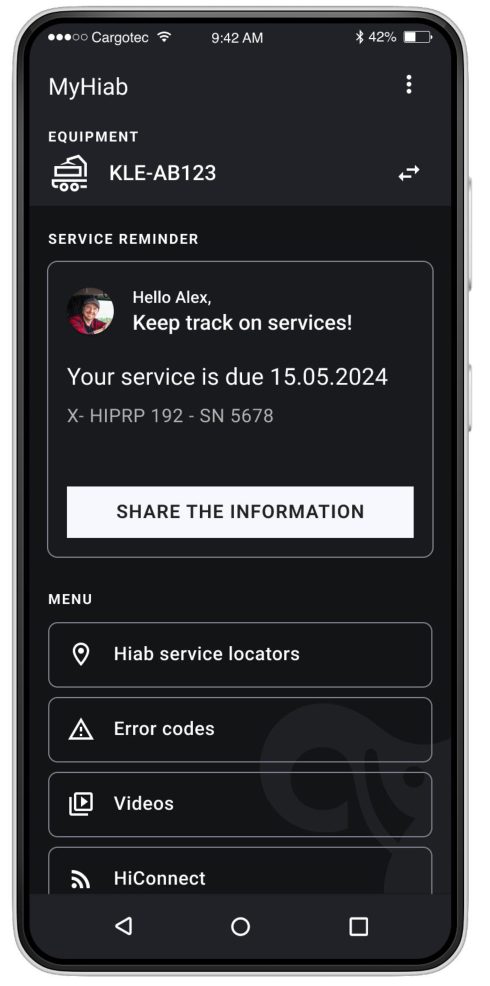 ●●●○○ Cargotec 9:42 AM 42%
MyHiab
EQUIPMENT
KLE-AB123
SERVICE REMINDER
Hello Alex,
Keep track on services!
Your service is due 15.05.2024
X- HIPRP 192 - SN 5678
SHARE THE INFORMATION
MENU
Hiab service locators
Error codes
Videos
HiConnect